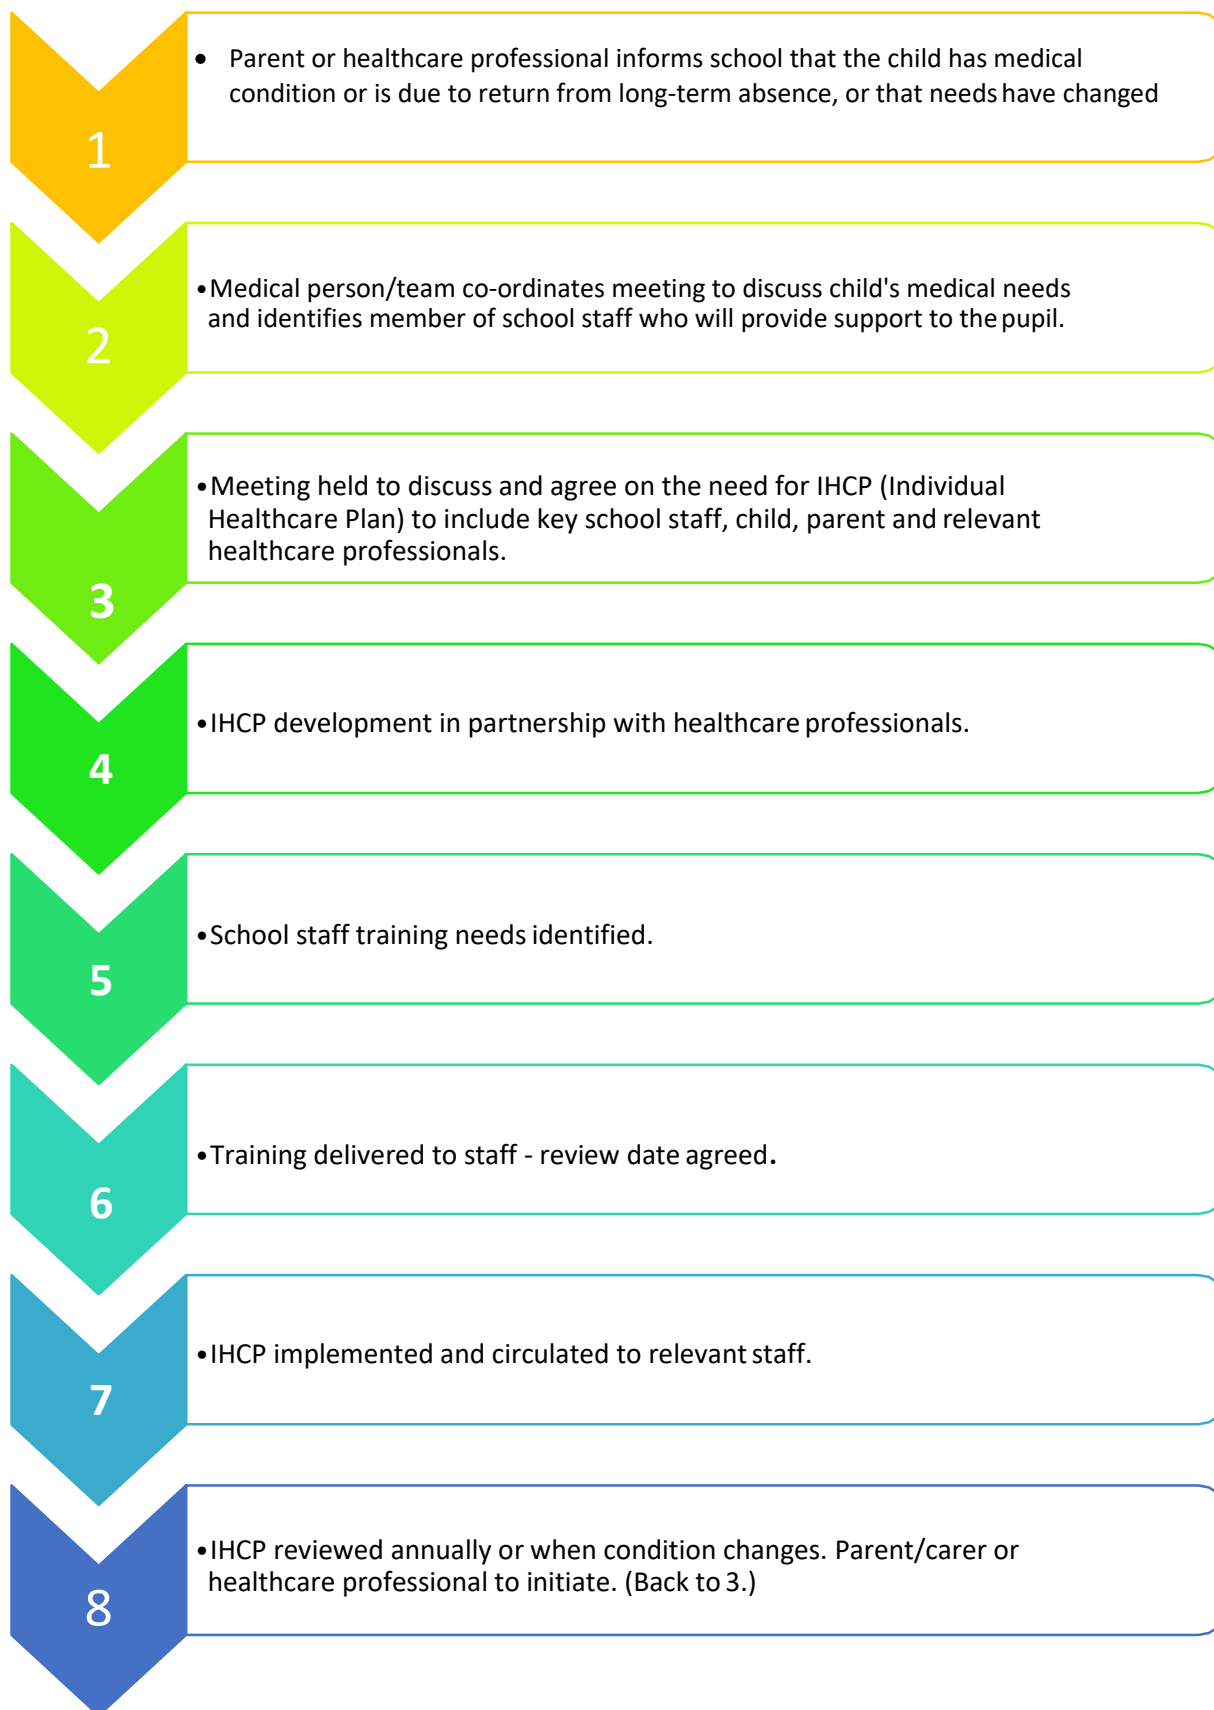 • Parent or healthcare professional informs school that the child has medical
condition or is due to return from long-term absence, or that needs have changed
1
•Medical person/team co-ordinates meeting to discuss child's medical needs
and identifies member of school staff who will provide support to the pupil.
2
•Meeting held to discuss and agree on the need for IHCP (Individual
Healthcare Plan) to include key school staff, child, parent and relevant
healthcare professionals.
3
•IHCP development in partnership with healthcare professionals.
4
•School staff training needs identified.
5
•Training delivered to staff - review date agreed.
6
•IHCP implemented and circulated to relevant staff.
7
•IHCP reviewed annually or when condition changes. Parent/carer or
healthcare professional to initiate. (Back to 3.)
8